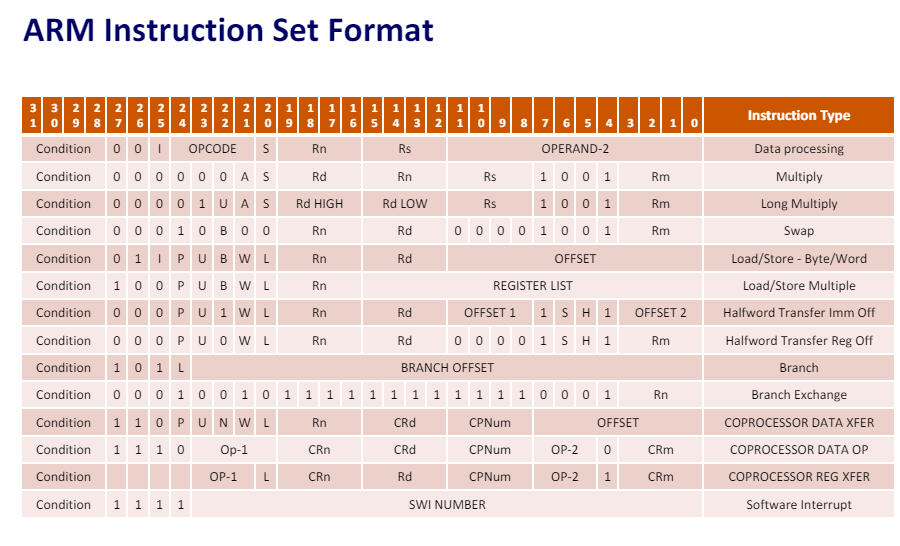 ARM Instruction Set Format
31 30 29 28 27 26 25 24 23 22 21 20 19 18 17 16 15 14 13 12 11 10 9 8 7 6 5 4 3 2 1 0 Instruction Type
Condition 0 0 I OPCODE S Rn Rs OPERAND-2 Data processing
Condition 0 0 0 0 0 0 A S Rd Rn Rs 1 0 0 1 Rm Multiply
Condition 0 0 0 0 1 U A S Rd HIGH Rd LOW Rs 1 0 0 1 Rm Long Multiply
Condition 0 0 0 1 0 B 0 0 Rn Rd 0 0 0 0 1 0 0 1 Rm Swap
Condition 0 1 I P U B W L Rn Rd OFFSET Load/Store - Byte/Word
Condition 1 0 0 P U B W L Rn REGISTER LIST Load/Store Multiple
Condition 0 0 0 P U 1 W L Rn Rd OFFSET 1 1 S H 1 OFFSET 2 Halfword Transfer Imm Off
Condition 0 0 0 P U 0 W L Rn Rd 0 0 0 0 1 S H 1 Rm Halfword Transfer Reg Off
Condition 1 0 1 L BRANCH OFFSET Branch
Condition 0 0 0 1 0 0 1 0 1 1 1 1 1 1 1 1 1 1 1 1 0 0 0 1 Rn Branch Exchange
Condition 1 1 0 P U N W L Rn CRd CPNum OFFSET COPROCESSOR DATA XFER
Condition 1 1 1 0 Op-1 CRn CRd CPNum OP-2 0 CRm COPROCESSOR DATA OP
Condition OP-1 L CRn Rd CPNum OP-2 1 CRm COPROCESSOR REG XFER
Condition 1 1 1 1 SWI NUMBER Software Interrupt